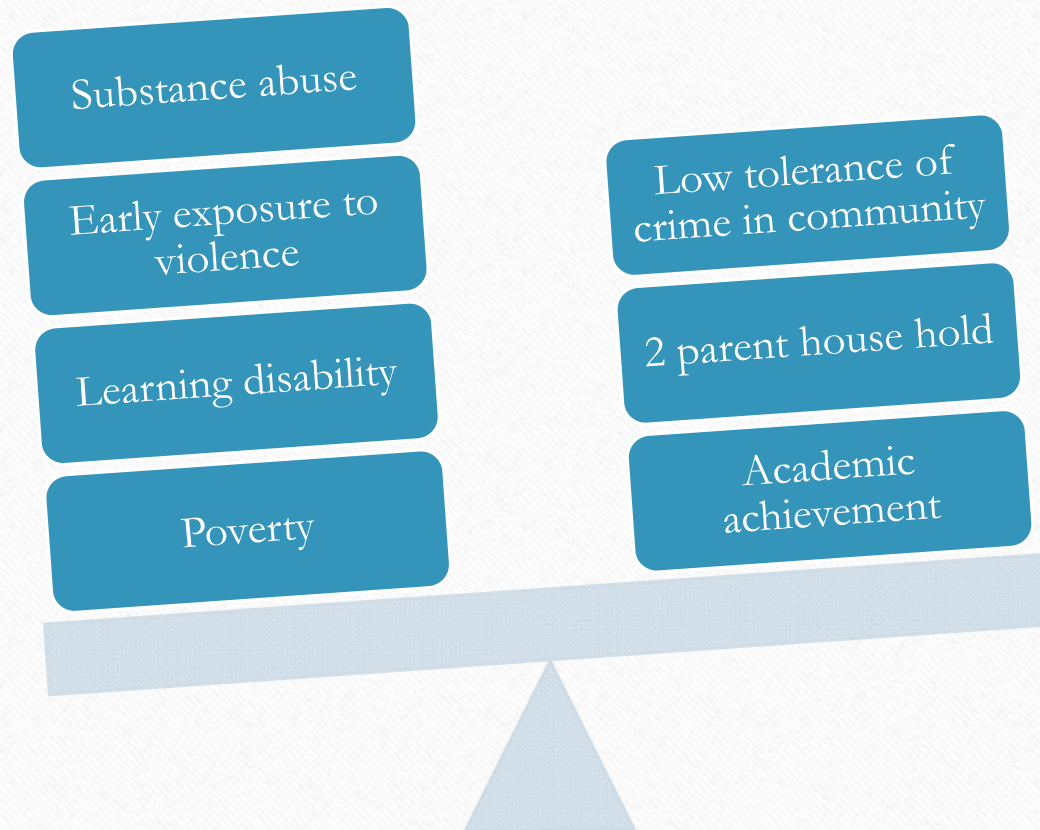 Substance abuse
Early exposure to
violence
Learning disability
Poverty
Low tolerance of
crime in community
2 parent house hold
Academic
achievement